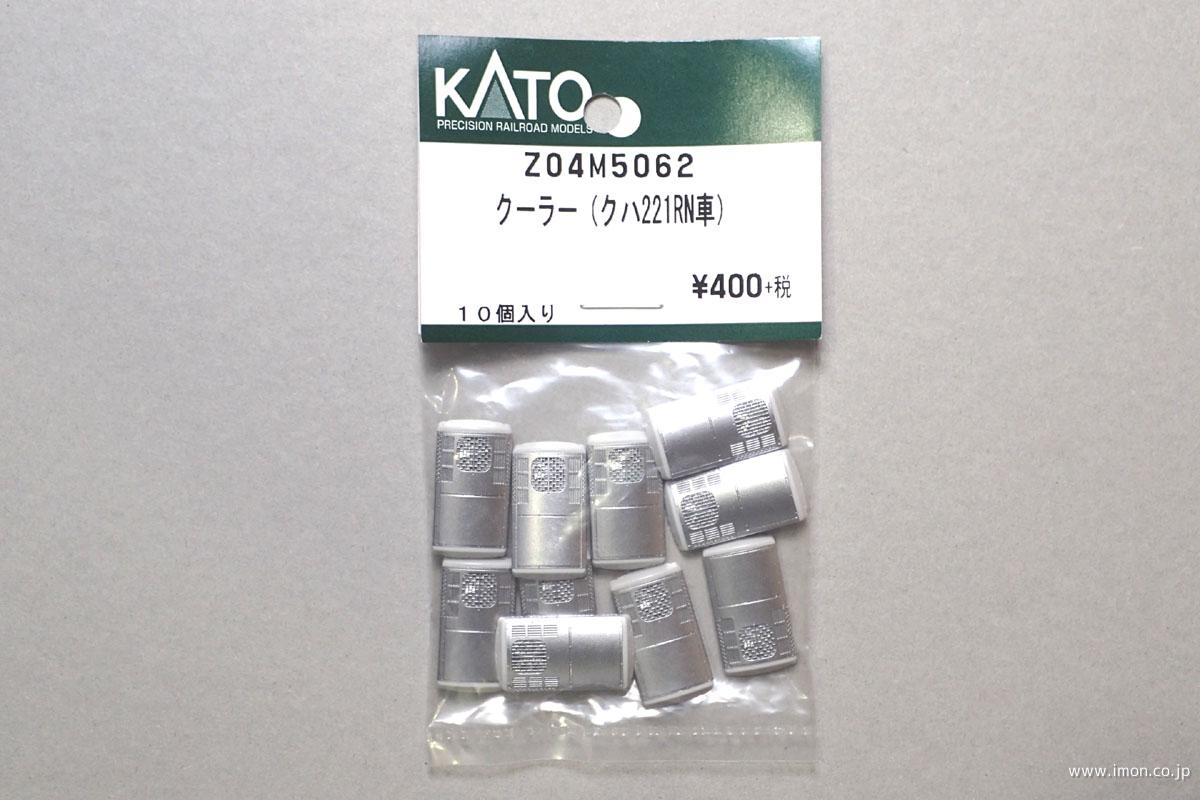 KATO
PRECISION RAILROAD MODELS
Z04M5062
クーラー（クハ221RN車）
¥400+税
１０個入り
www.imon.co.jp